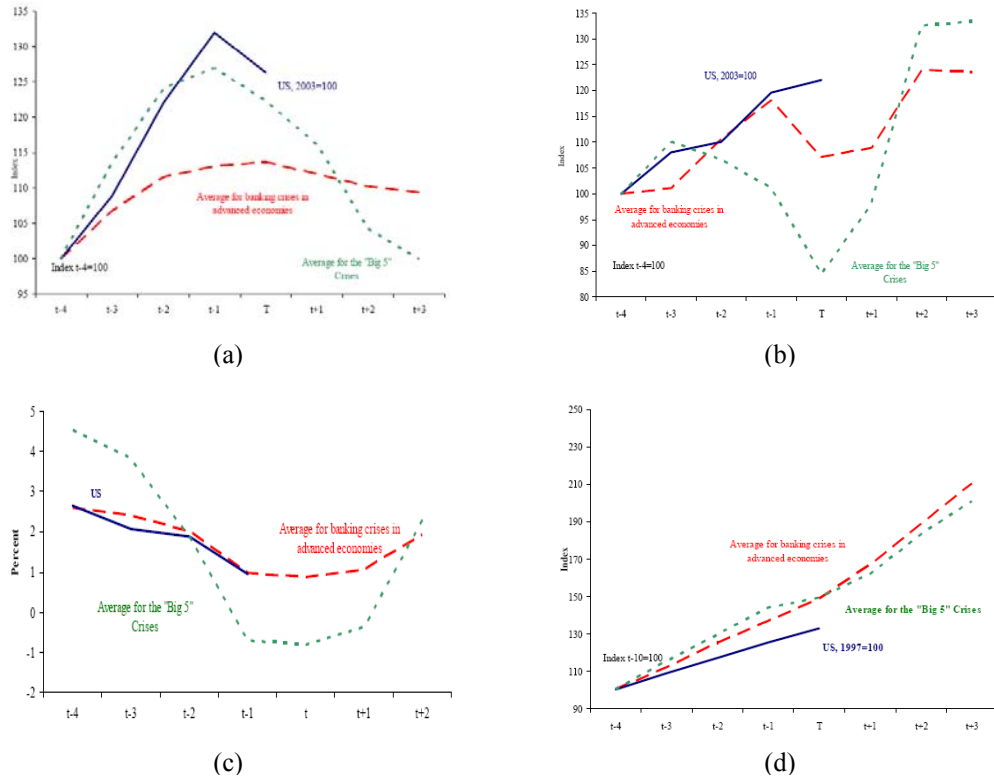 135
130
125
120
115
110
105
100
95
Index
US, 2003=100
Average for banking crises in
advanced economies
Average for the "Big 5"
Crises
Index t-4=100
t-4 t-3 t-2 t-1 T t+1 t+2 t+3
(a)
135
130
125
120
115
110
105
100
95
90
85
80
Index
US, 2003=100
Average for banking crises in
advanced economies
Average for the "Big 5"
Crises
Index t-4=100
t-4 t-3 t-2 t-1 T t+1 t+2 t+3
(b)
5
4
3
2
1
0
-1
-2
Percent
US
Average for banking crises in
advanced economies
Average for the "Big 5"
Crises
t-4 t-3 t-2 t-1 t t+1 t+2
(c)
250
230
210
190
170
150
130
110
90
Index
Average for banking crises in
advanced economies
Average for the "Big 5" Crises
US, 1997=100
Index t-10=100
t-4 t-3 t-2 t-1 T t+1 t+2 t+3
(d)